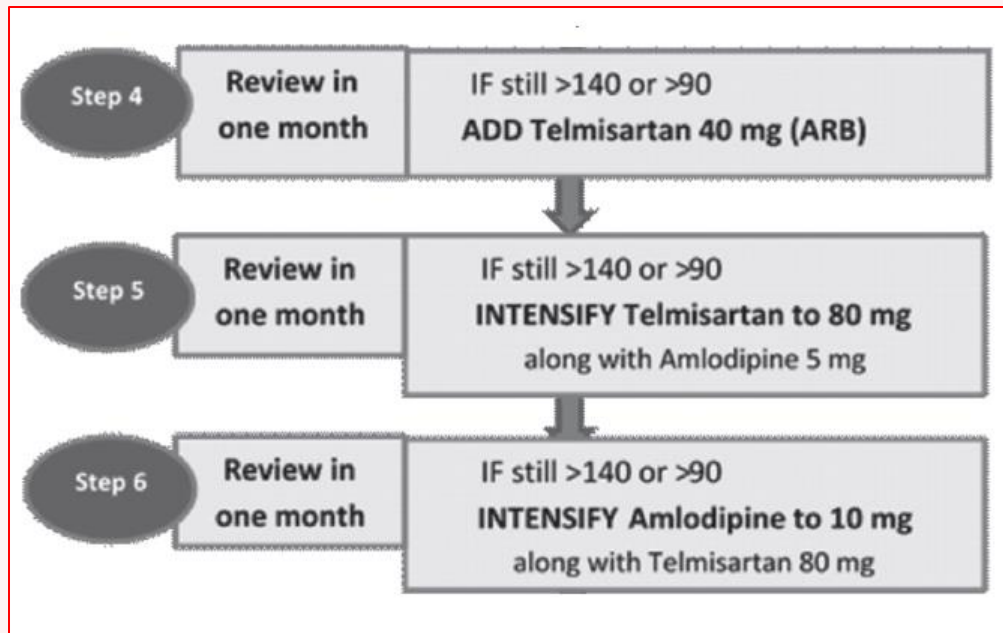 Step 4
Review in
one month
IF still >140 or >90
ADD Telmisartan 40 mg (ARB)
Step 5
Review in
one month
IF still >140 or >90
INTENSIFY Telmisartan to 80 mg
along with Amlodipine 5 mg
Step 6
Review in
one month
IF still >140 or >90
INTENSIFY Amlodipine to 10 mg
along with Telmisartan 80 mg